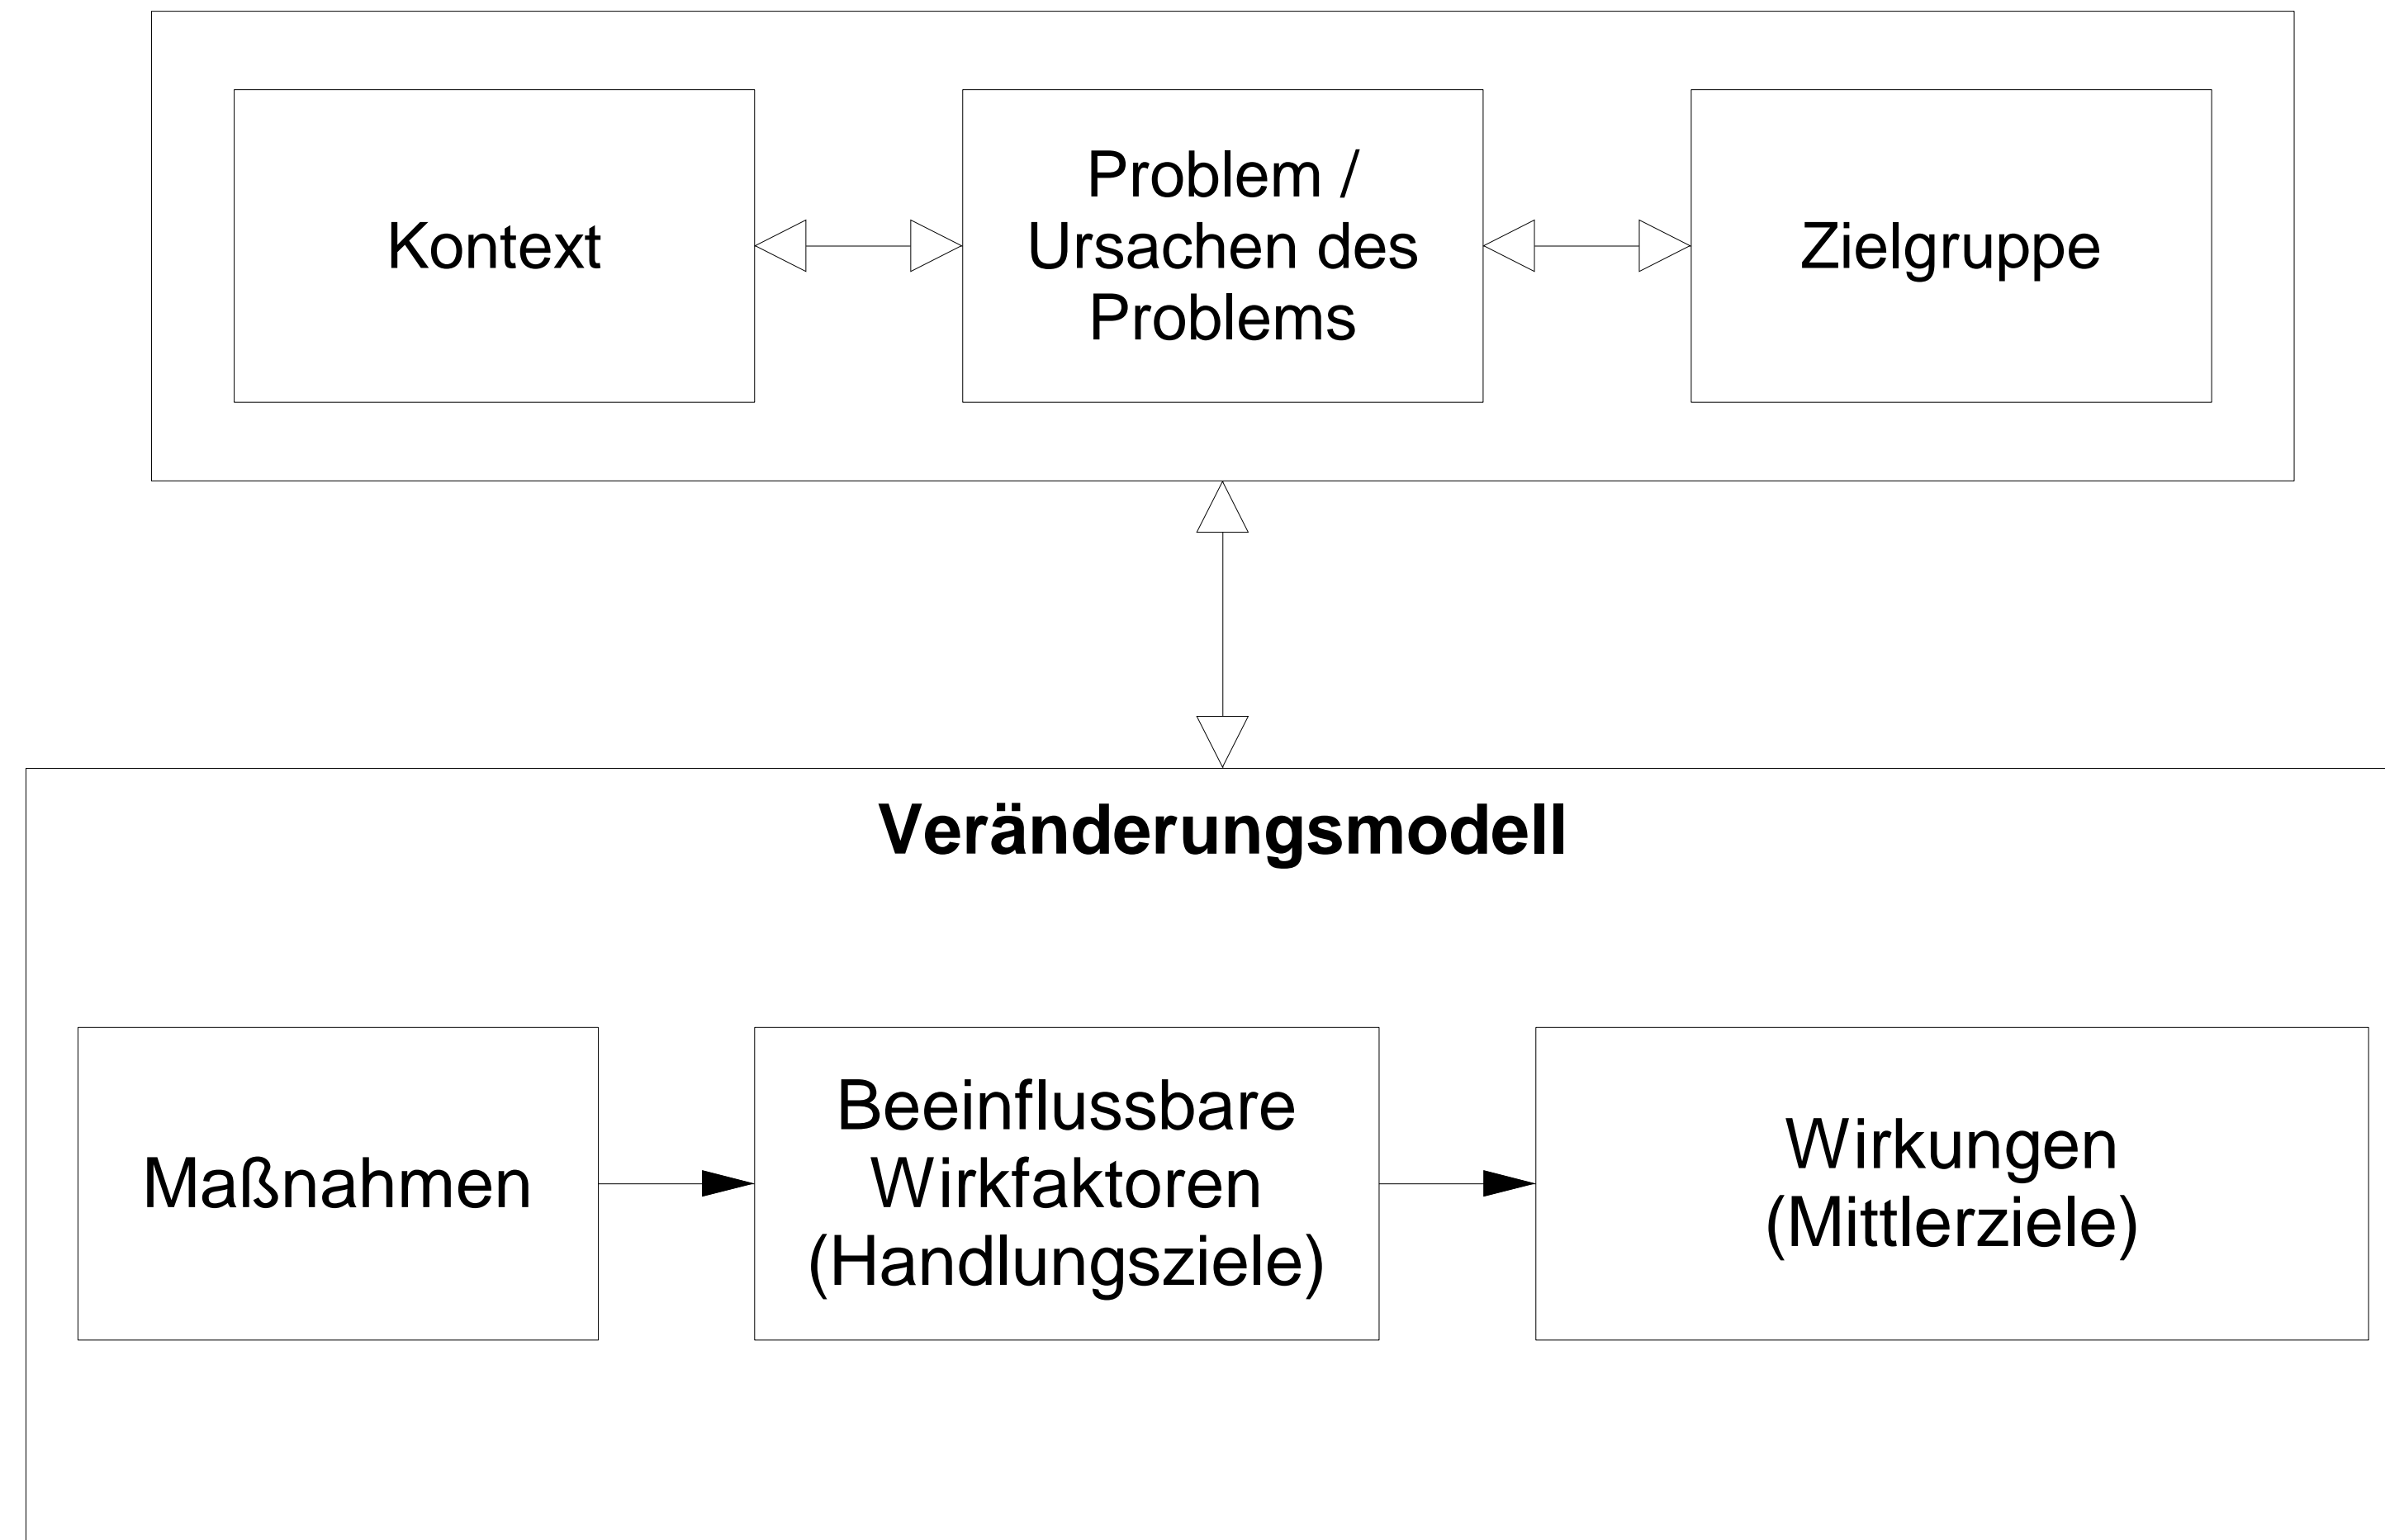 Kontext
Problem /
Ursachen des
Problems
Zielgruppe
Veränderungsmodell
Maßnahmen
Beeinflussbare
Wirkfaktoren
(Handlungsziele)
Wirkungen
(Mittlerziele)